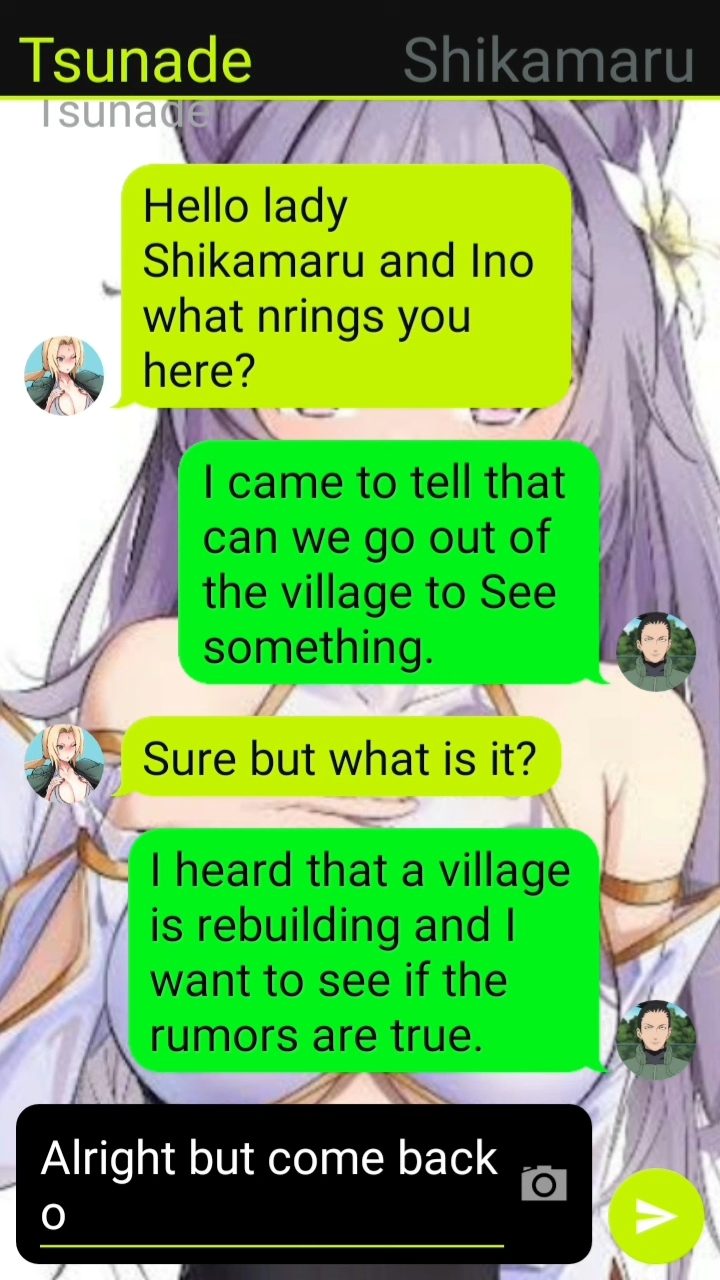 Tsunade Shikamaru
Tsunade
Hello lady
Shikamaru and Ino
what nrings you
here?
I came to tell that
can we go out of
the village to See
something.
Sure but what is it?
I heard that a village
is rebuilding and I
want to see if the
rumors are true.
Alright but come back
o